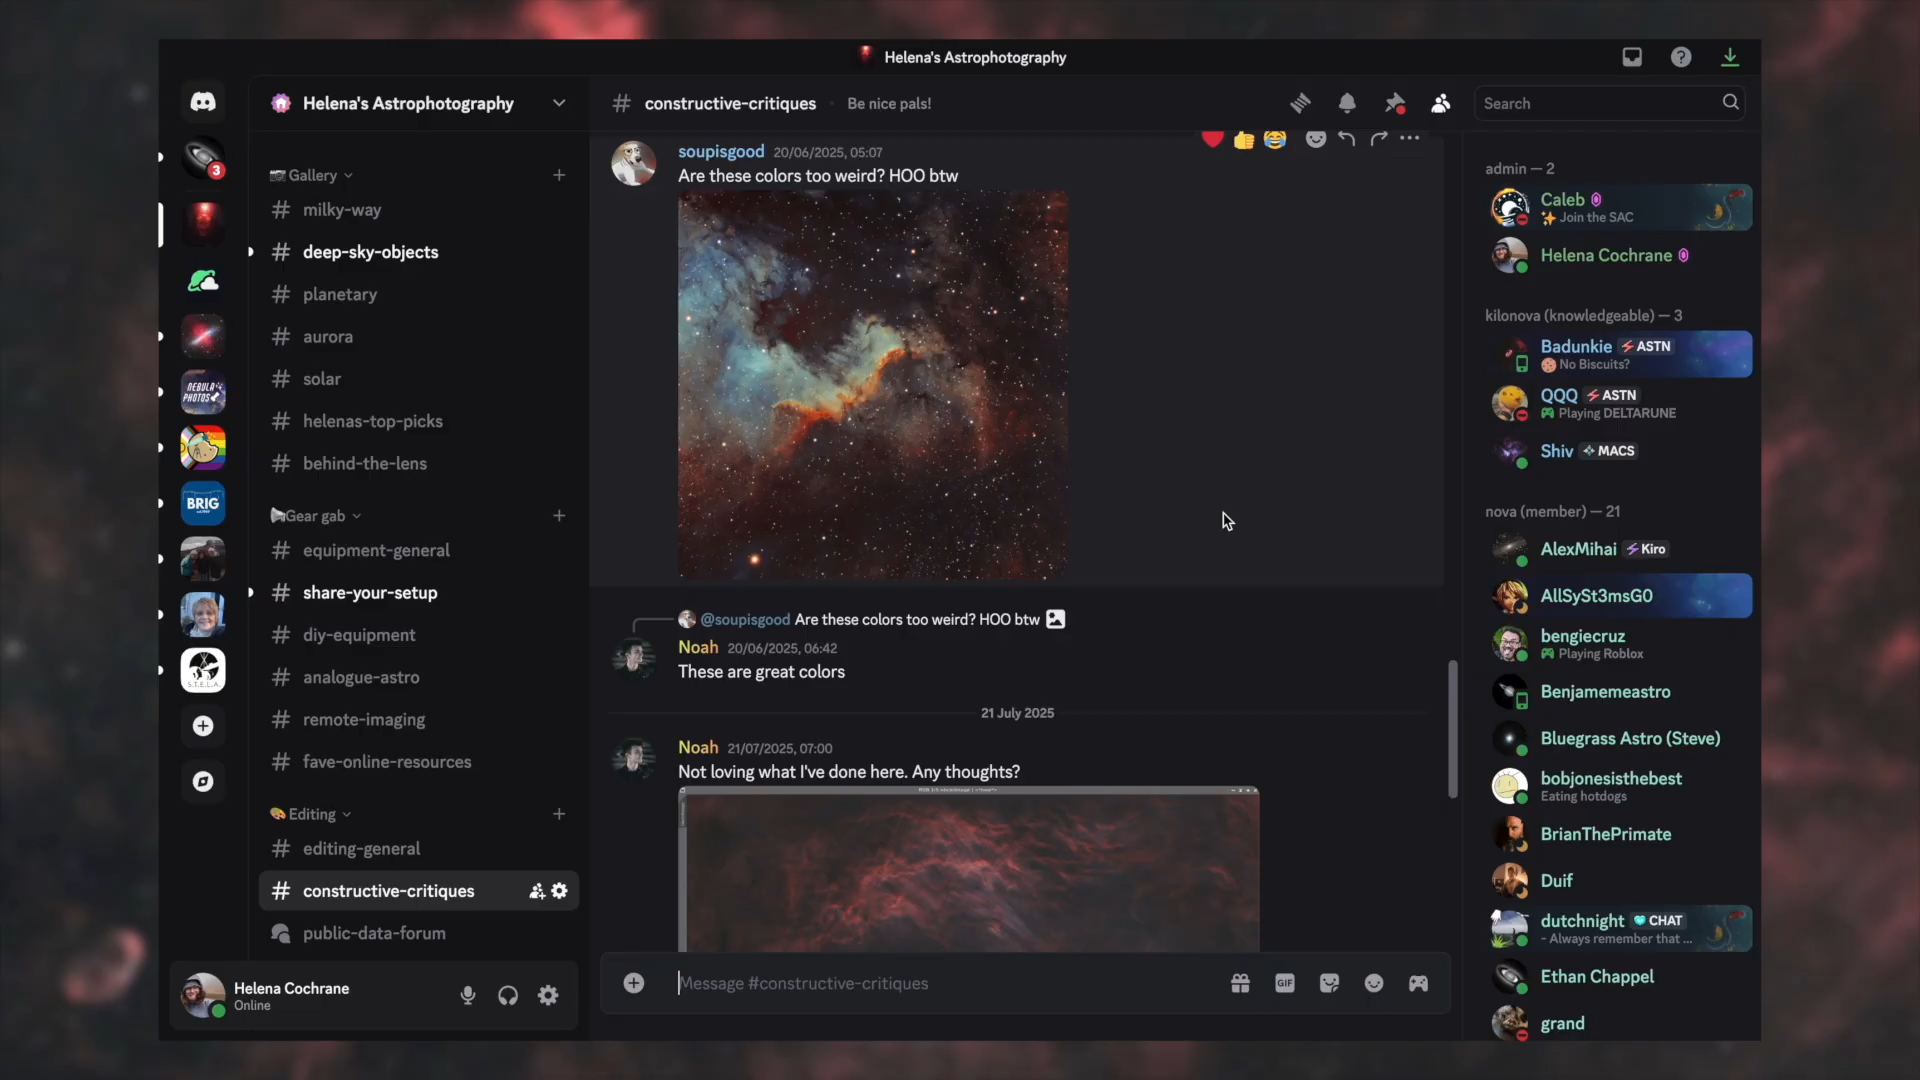 Helena's Astrophotography
3
NEBULA
PHOTOS
BRIG
S.T.E.L.A.
Helena's Astrophotography
Gallery
milky-way
deep-sky-objects
planetary
aurora
solar
helenas-top-picks
behind-the-lens
Gear gab
equipment-general
share-your-setup
diy-equipment
analogue-astro
remote-imaging
fave-online-resources
Editing
editing-general
constructive-critiques
public-data-forum
Helena Cochrane
Online
# constructive-critiques Be nice pals!
Search
soupisgood 20/06/2025, 05:07
Are these colors too weird? HOO btw
@soupisgood Are these colors too weird? HOO btw
Noah 20/06/2025, 06:42
These are great colors
21 July 2025
Noah 21/07/2025, 07:00
Not loving what I've done here. Any thoughts?
Message #constructive-critiques
GIF
admin — 2
Caleb
✨ Join the SAC
Helena Cochrane
kilonova (knowledgeable) — 3
Badunkie ASTN
No Biscuits?
QQQ ASTN
Playing DELTARUNE
Shiv MACS
nova (member) — 21
AlexMihai Kiro
AllSySt3msG0
bengiecruz
Playing Roblox
Benjamemeastro
Bluegrass Astro (Steve)
bobjonesisthebest
Eating hotdogs
BrianThePrimate
Duif
dutchnight CHAT
- Always remember that ...
Ethan Chappel
grand